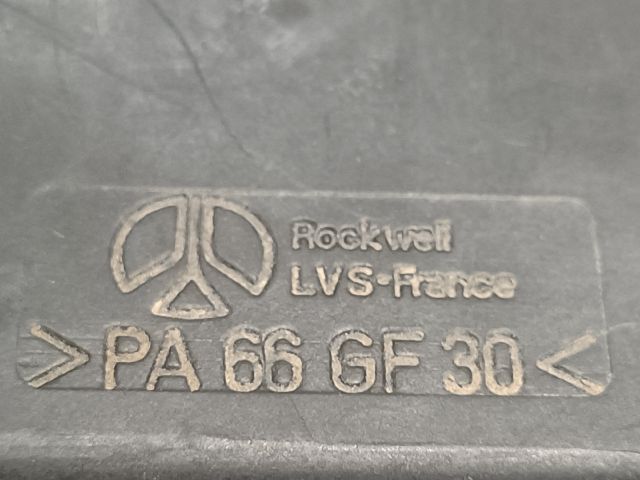 Rockwell
LVS-France
>PA 66 GF 30<